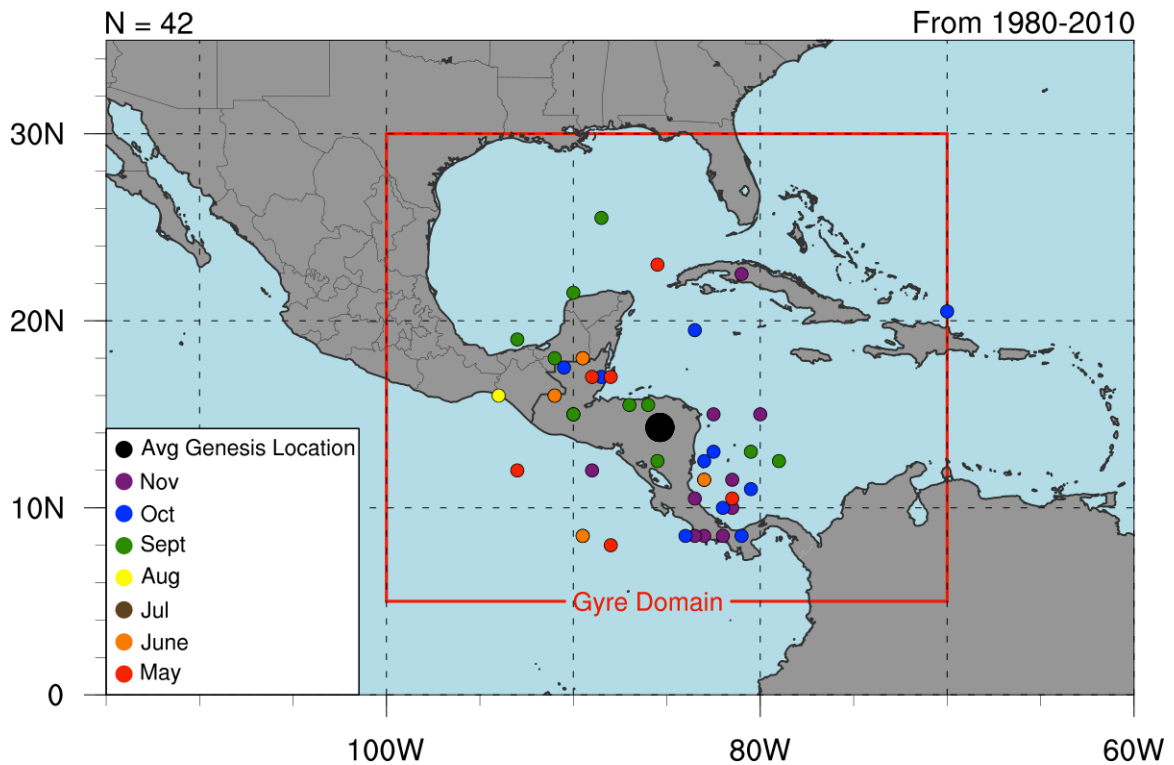 N = 42
From 1980-2010
30N
20N
10N
0
100W
80W
60W
Gyre Domain
Avg Genesis Location
Nov
Oct
Sept
Aug
Jul
June
May